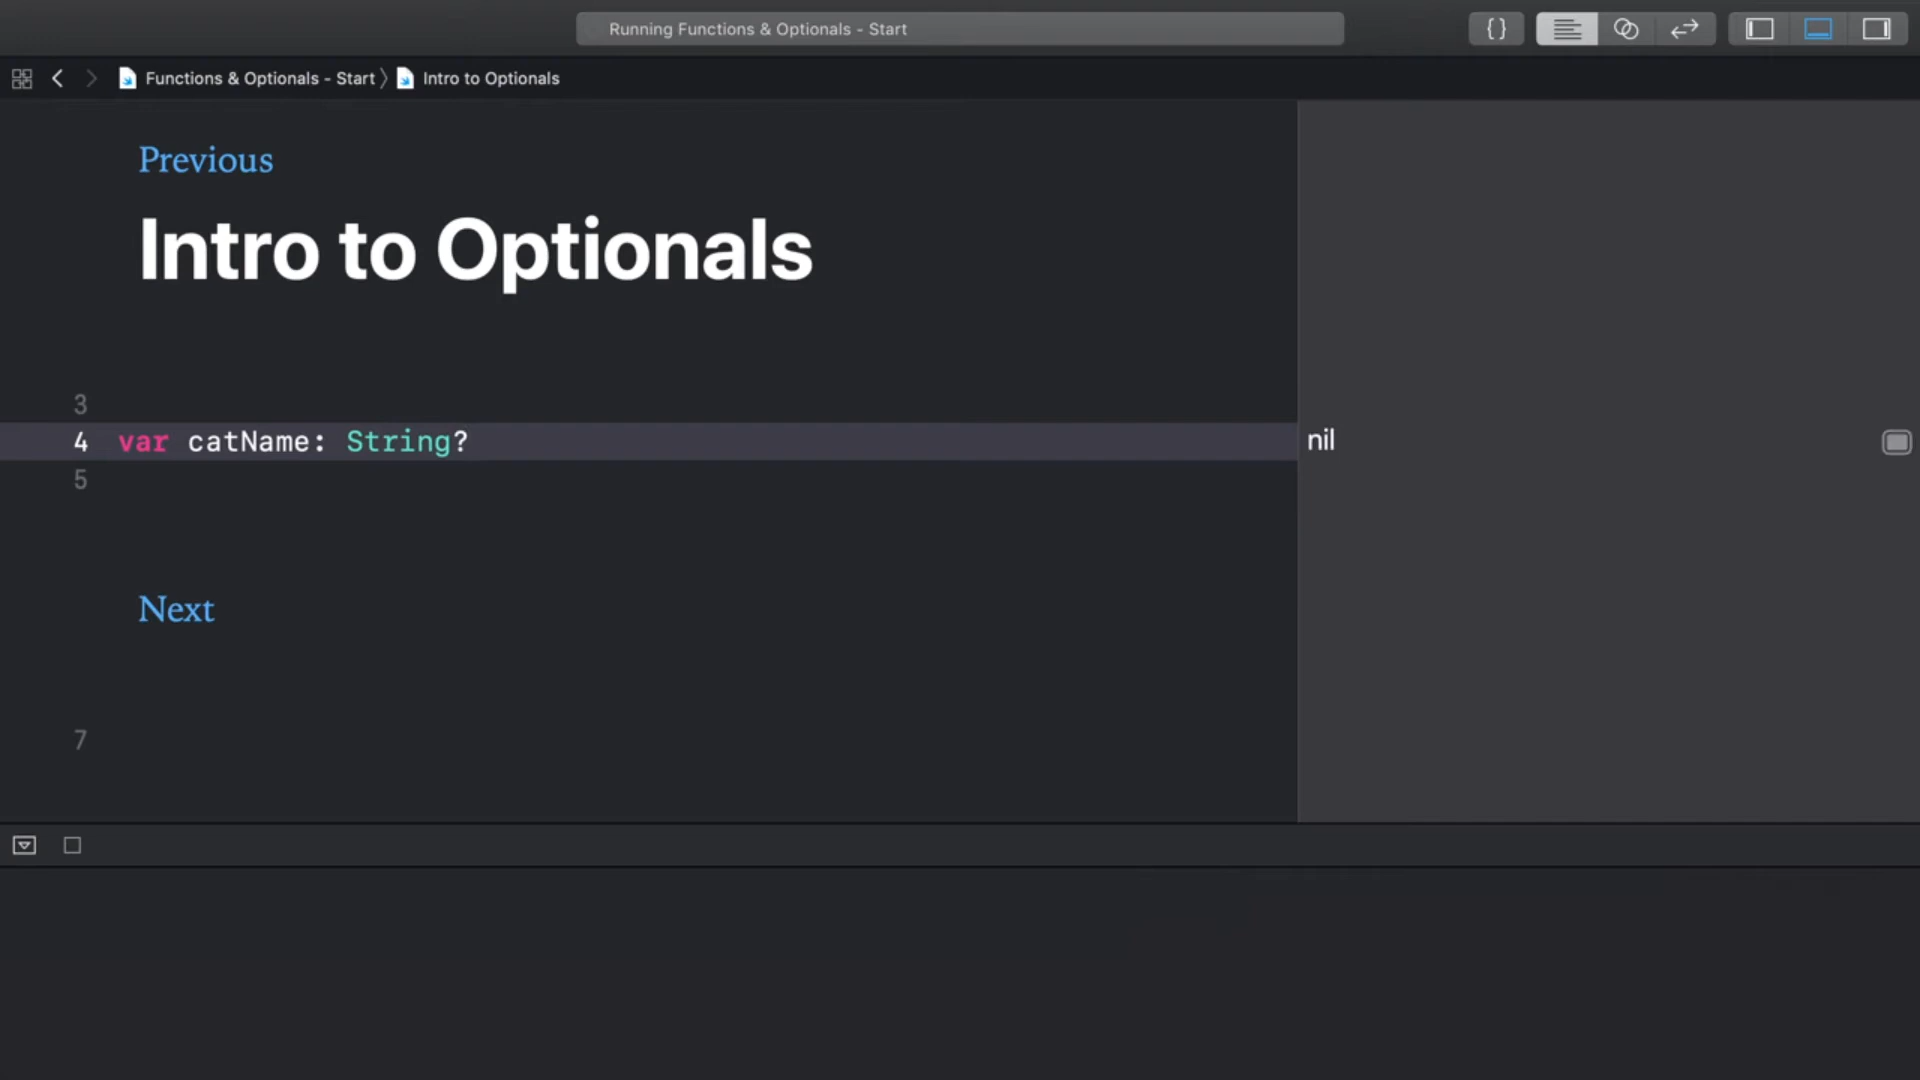 Running Functions & Optionals - Start
{ }
Functions & Optionals - Start 〉 Intro to Optionals
Previous
Intro to Optionals
3
4 var catName: String? nil
5
Next
7